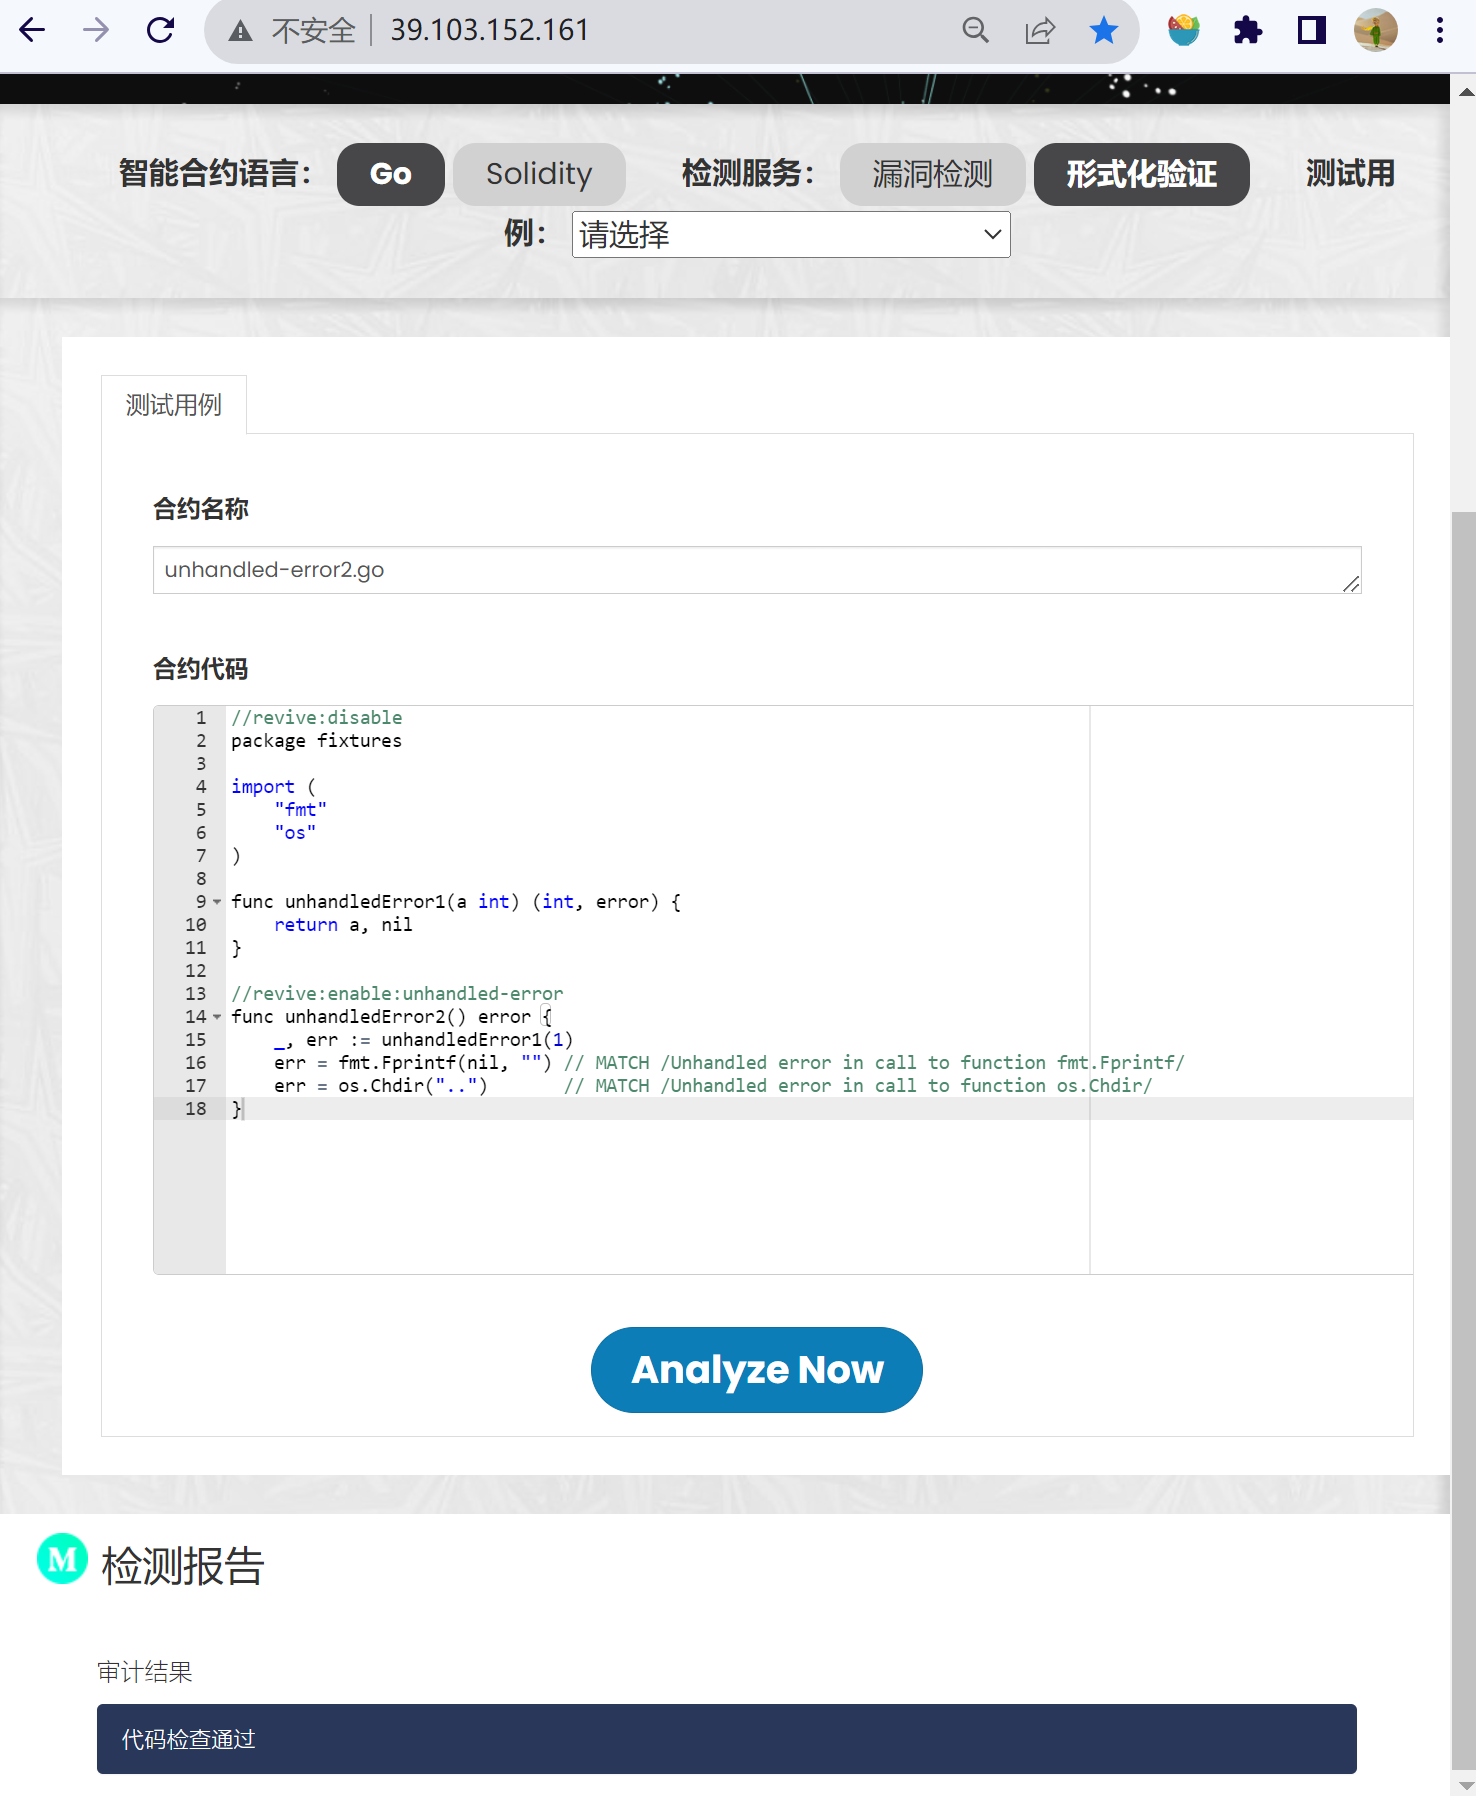 不安全 39.103.152.161
智能合约语言： Go Solidity 检测服务： 漏洞检测 形式化验证 测试用
例： 请选择
测试用例
合约名称
unhandled-error2.go
合约代码
1 //revive:disable
2 package fixtures
3
4 import (
5 "fmt"
6 "os"
7 )
8
9 func unhandledError1(a int) (int, error) {
10 return a, nil
11 }
12
13 //revive:enable:unhandled-error
14 func unhandledError2() error {
15 _, err := unhandledError1(1)
16 err = fmt.Fprintf(nil, "") // MATCH /Unhandled error in call to function fmt.Fprintf/
17 err = os.Chdir("..") // MATCH /Unhandled error in call to function os.Chdir/
18 }
Analyze Now
M 检测报告
审计结果
代码检查通过